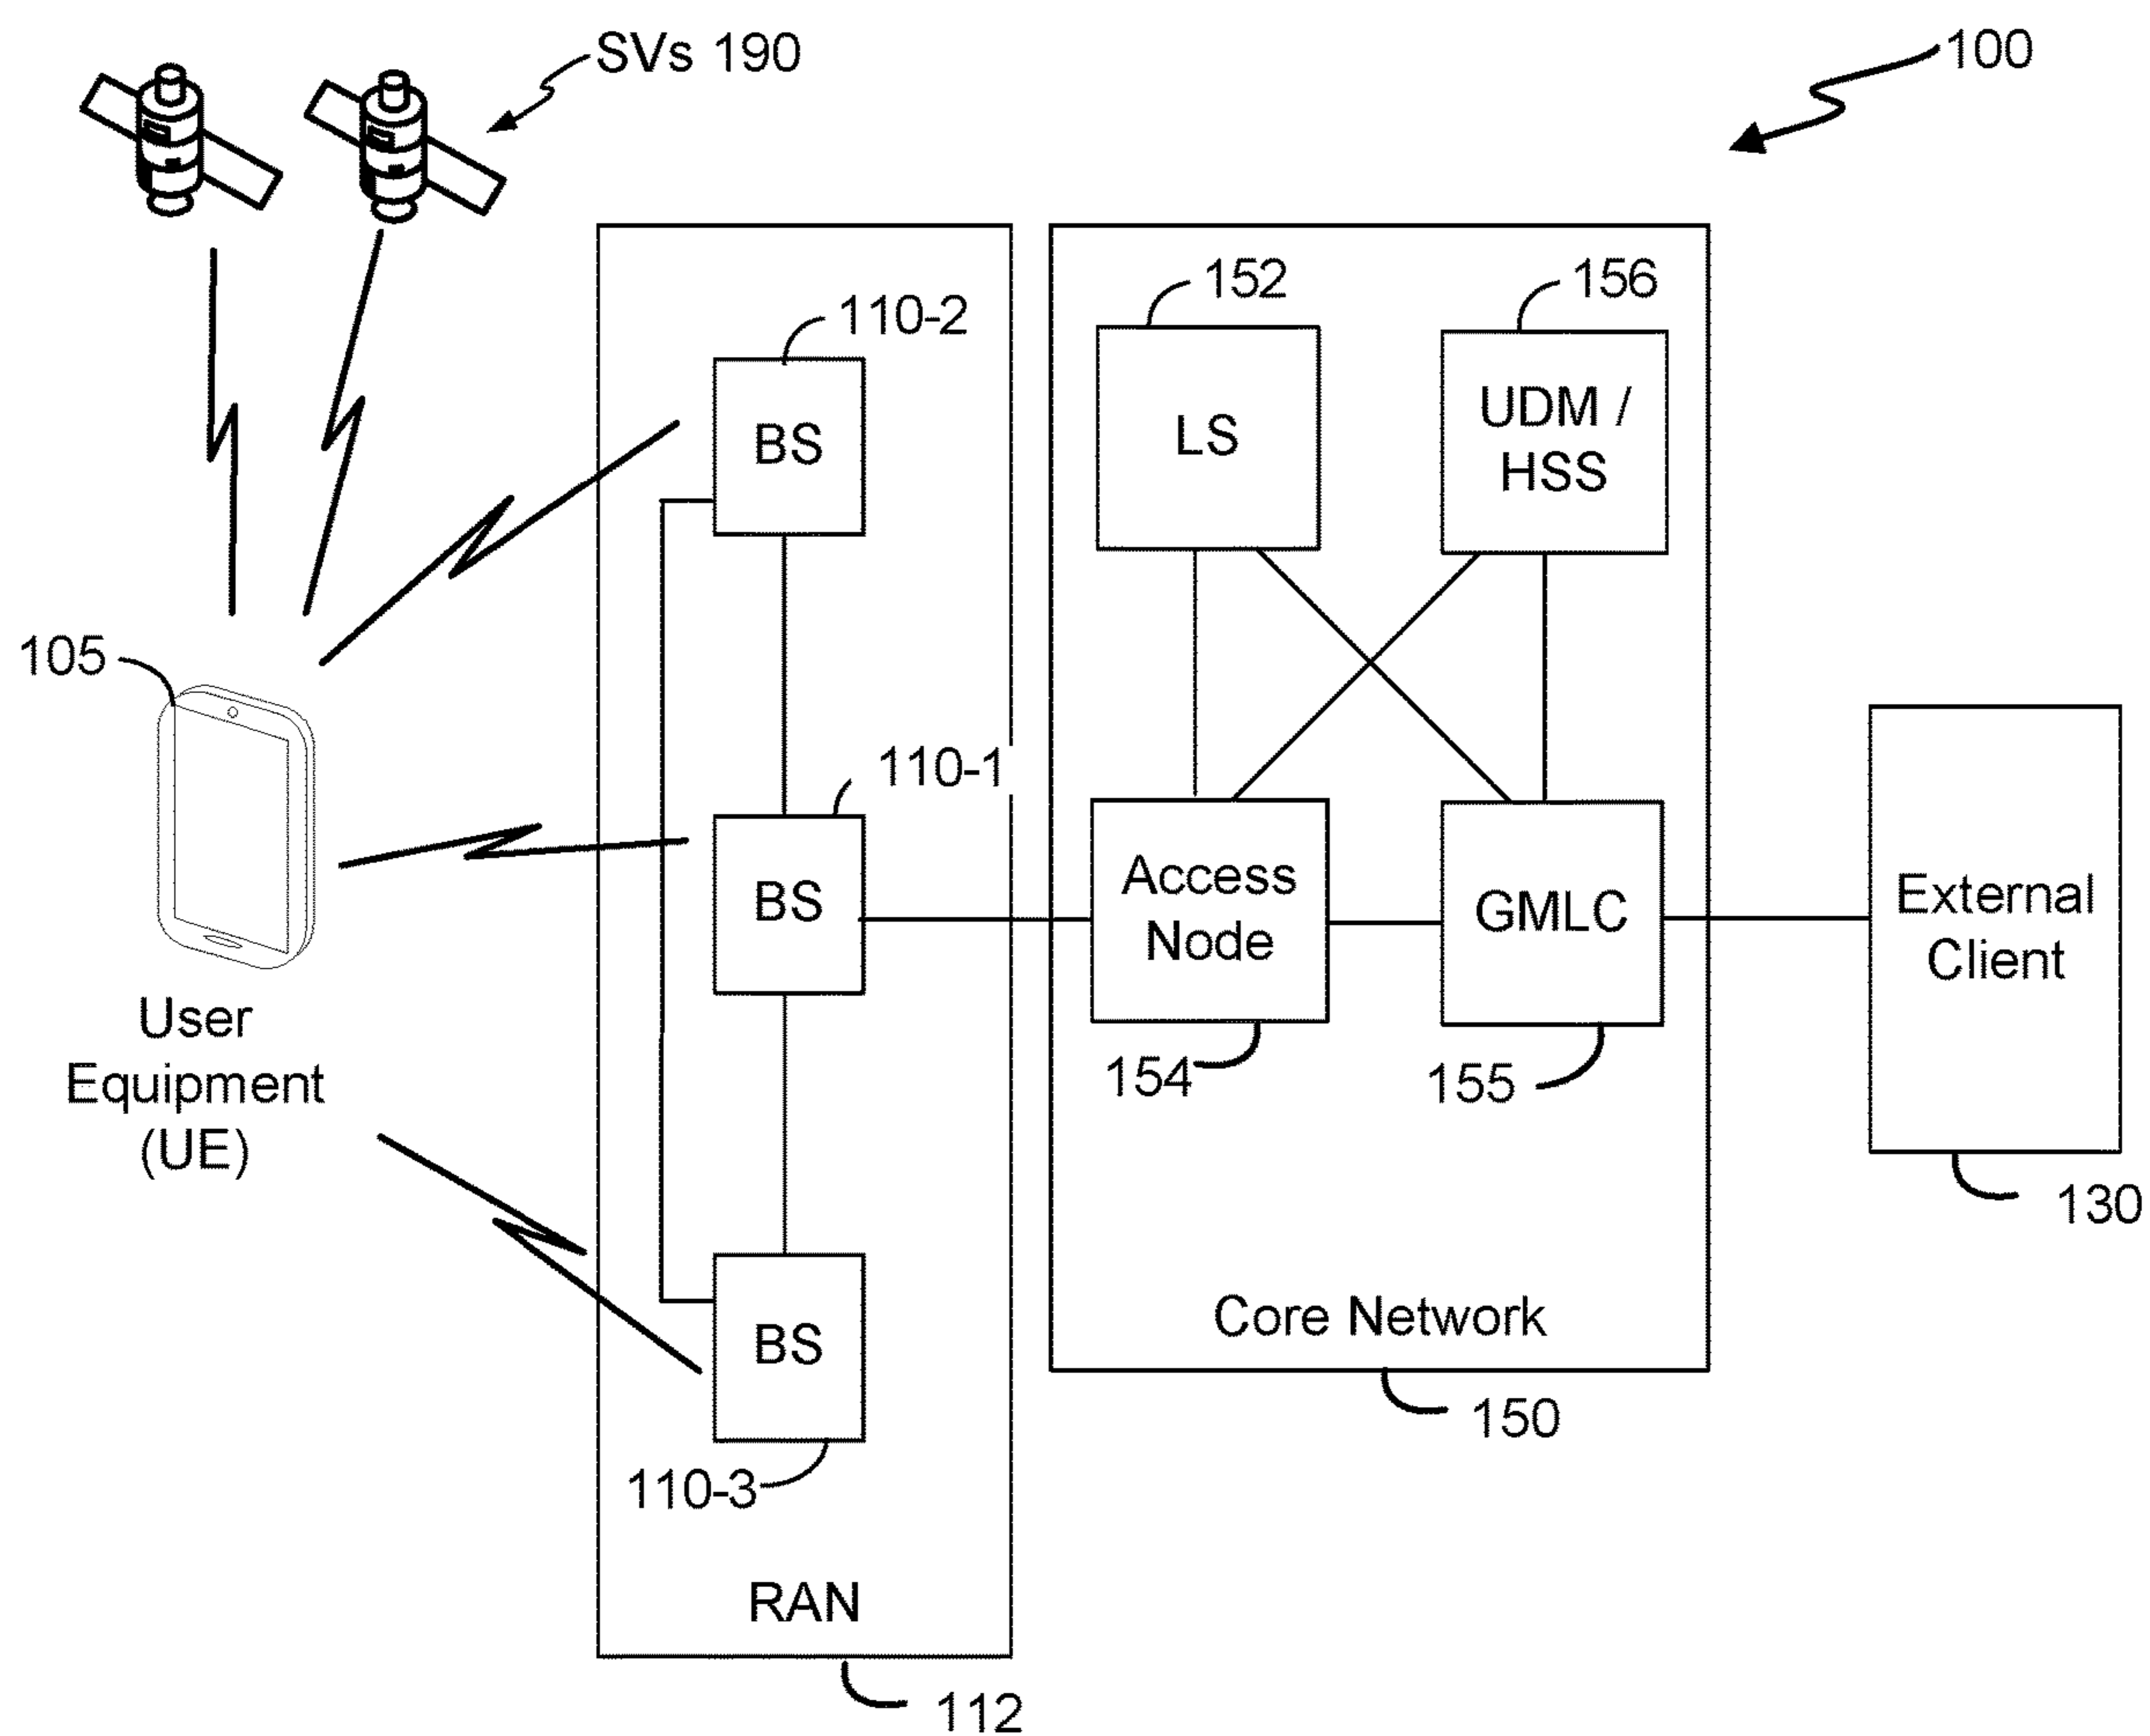 SVs 190
100
110-2
BS
152
LS
156
UDM /
HSS
105
User
Equipment
(UE)
110-1
BS
Access
Node
154
GMLC
155
External
Client
130
BS
110-3
RAN
112
Core Network
150